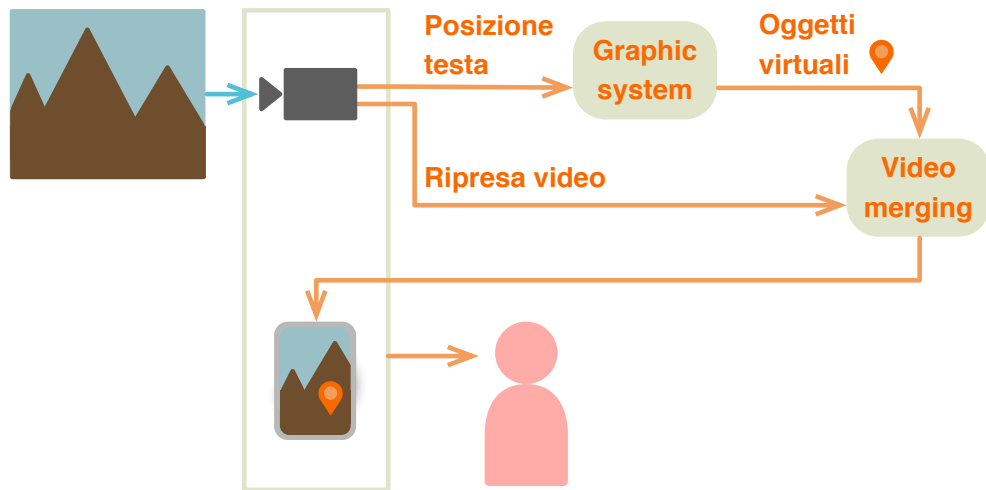 Posizione
testa
Graphic
system
Oggetti
virtuali
Ripresa video
Video
merging